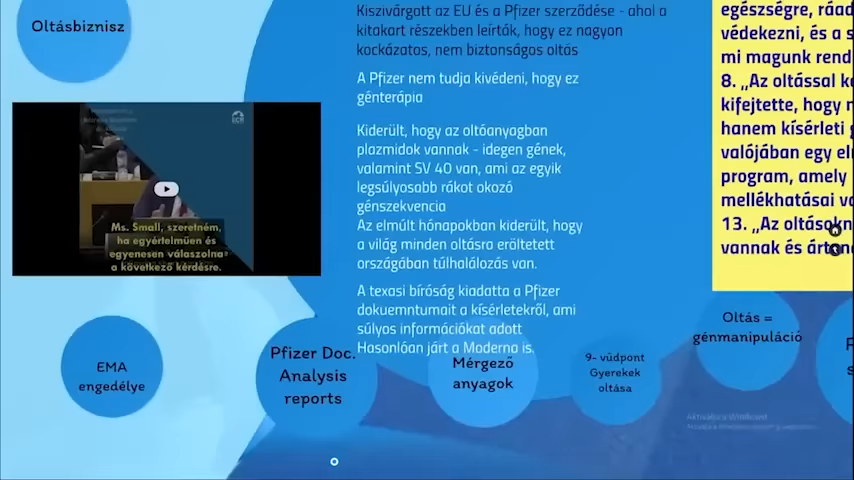 Oltásbiznisz
Kiszivárgott az EU és a Pfizer szerződése - ahol a
kitakart részekben leírták, hogy ez nagyon
kockázatos, nem biztonságos oltás
A Pfizer nem tudja kivédeni, hogy ez
génterápia
Kiderült, hogy az oltóanyagban
plazmidok vannak - idegen gének,
valamint SV 40 van, ami az egyik
legsúlyosabb rákot okozó
génszekvencia
Az elmúlt hónapokban kiderült, hogy
a világ minden oltásra eröltetett
országában túlhalálozás van.
A texasi bíróság kiadatta a Pfizer
dokuemntumait a kísérletekről, ami
súlyos információkat adott
Hasonlóan járt a Moderna is.
Ms. Small, szeretném,
ha egyértelműen és
egyenesen válaszolna
a következő kérdésre.
egészségre, ráad
védekezni, és a s
mi magunk rend
8. „Az oltással k
kifejtette, hogy
hanem kísérleti
valójában egy el
program, amely
mellékhatásai va
13. „Az oltásokn
vannak és árt
EMA
engedélye
Pfizer Doc.
Analysis
reports
Mérgező
anyagok
9- vűdpont
Gyerekek
oltása
Oltás =
génmanipuláció